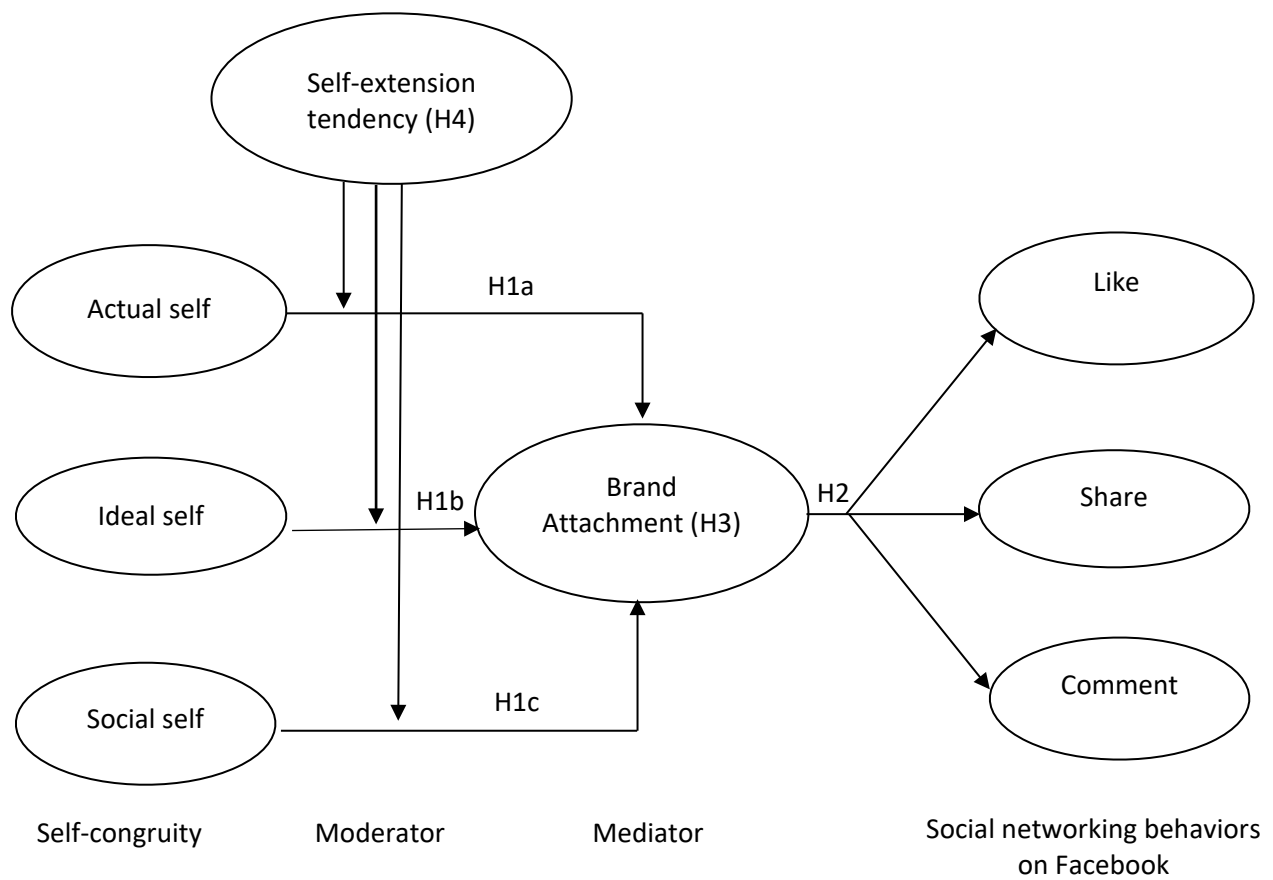 Self-extension
tendency (H4)
Actual self
H1a
Like
Ideal self
H1b
Brand
Attachment (H3)
H2
Share
Social self
H1c
Comment
Self-congruity
Moderator
Mediator
Social networking behaviors
on Facebook